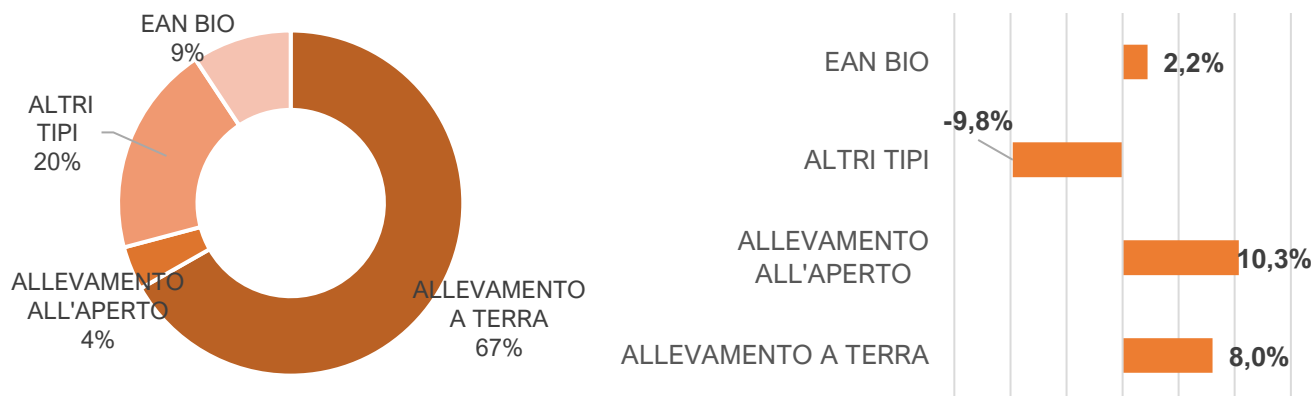 EAN BIO
9%
ALTRI
TIPI
20%
ALLEVAMENTO
ALL'APERTO
4%
ALLEVAMENTO
A TERRA
67%
EAN BIO
2,2%
-9,8%
ALTRI TIPI
ALLEVAMENTO
ALL'APERTO
10,3%
ALLEVAMENTO A TERRA
8,0%